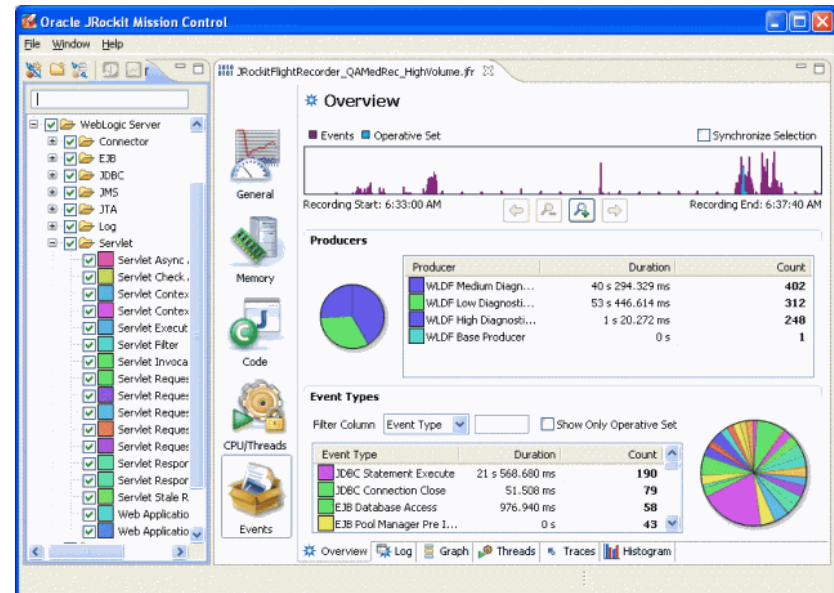 Oracle JRockit Mission Control
File Window Help
JRockitFlightRecorder_QAMedRec_HighVolume.jfr
WebLogic Server
Connector
EJB
JDBC
JMS
JTA
Log
Servlet
Servlet Async
Servlet Check
Servlet Contex
Servlet Contex
Servlet Execut
Servlet Filter
Servlet Invoca
Servlet Reques
Servlet Reques
Servlet Reques
Servlet Reques
Servlet Reques
Servlet Respor
Servlet Respor
Servlet Stale R
Web Applicatio
Web Applicatio
General
Memory
Code
CPU/Threads
Events
Overview
Events Operative Set Synchronize Selection
Recording Start: 6:33:00 AM Recording End: 6:37:40 AM
Producers
Producer Duration Count
WLDF Medium Diagn... 40 s 294.329 ms 402
WLDF Low Diagnosti... 53 s 446.614 ms 312
WLDF High Diagnosti... 1 s 20.272 ms 248
WLDF Base Producer 0 s 1
Event Types
Filter Column Event Type Show Only Operative Set
Event Type Duration Count
JDBC Statement Execute 21 s 568.680 ms 190
JDBC Connection Close 51.508 ms 79
EJB Database Access 976.940 ms 58
EJB Pool Manager Pre I... 0 s 43
Overview Log Graph Threads Traces Histogram